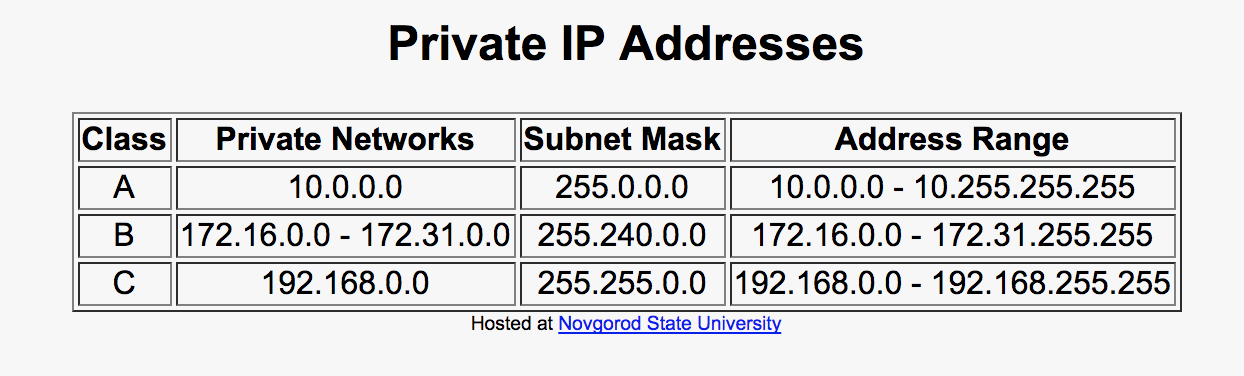 Private IP Addresses
Class Private Networks Subnet Mask Address Range
A 10.0.0.0 255.0.0.0 10.0.0.0 - 10.255.255.255
B 172.16.0.0 - 172.31.0.0 255.240.0.0 172.16.0.0 - 172.31.255.255
C 192.168.0.0 255.255.0.0 192.168.0.0 - 192.168.255.255
Hosted at Novgorod State University